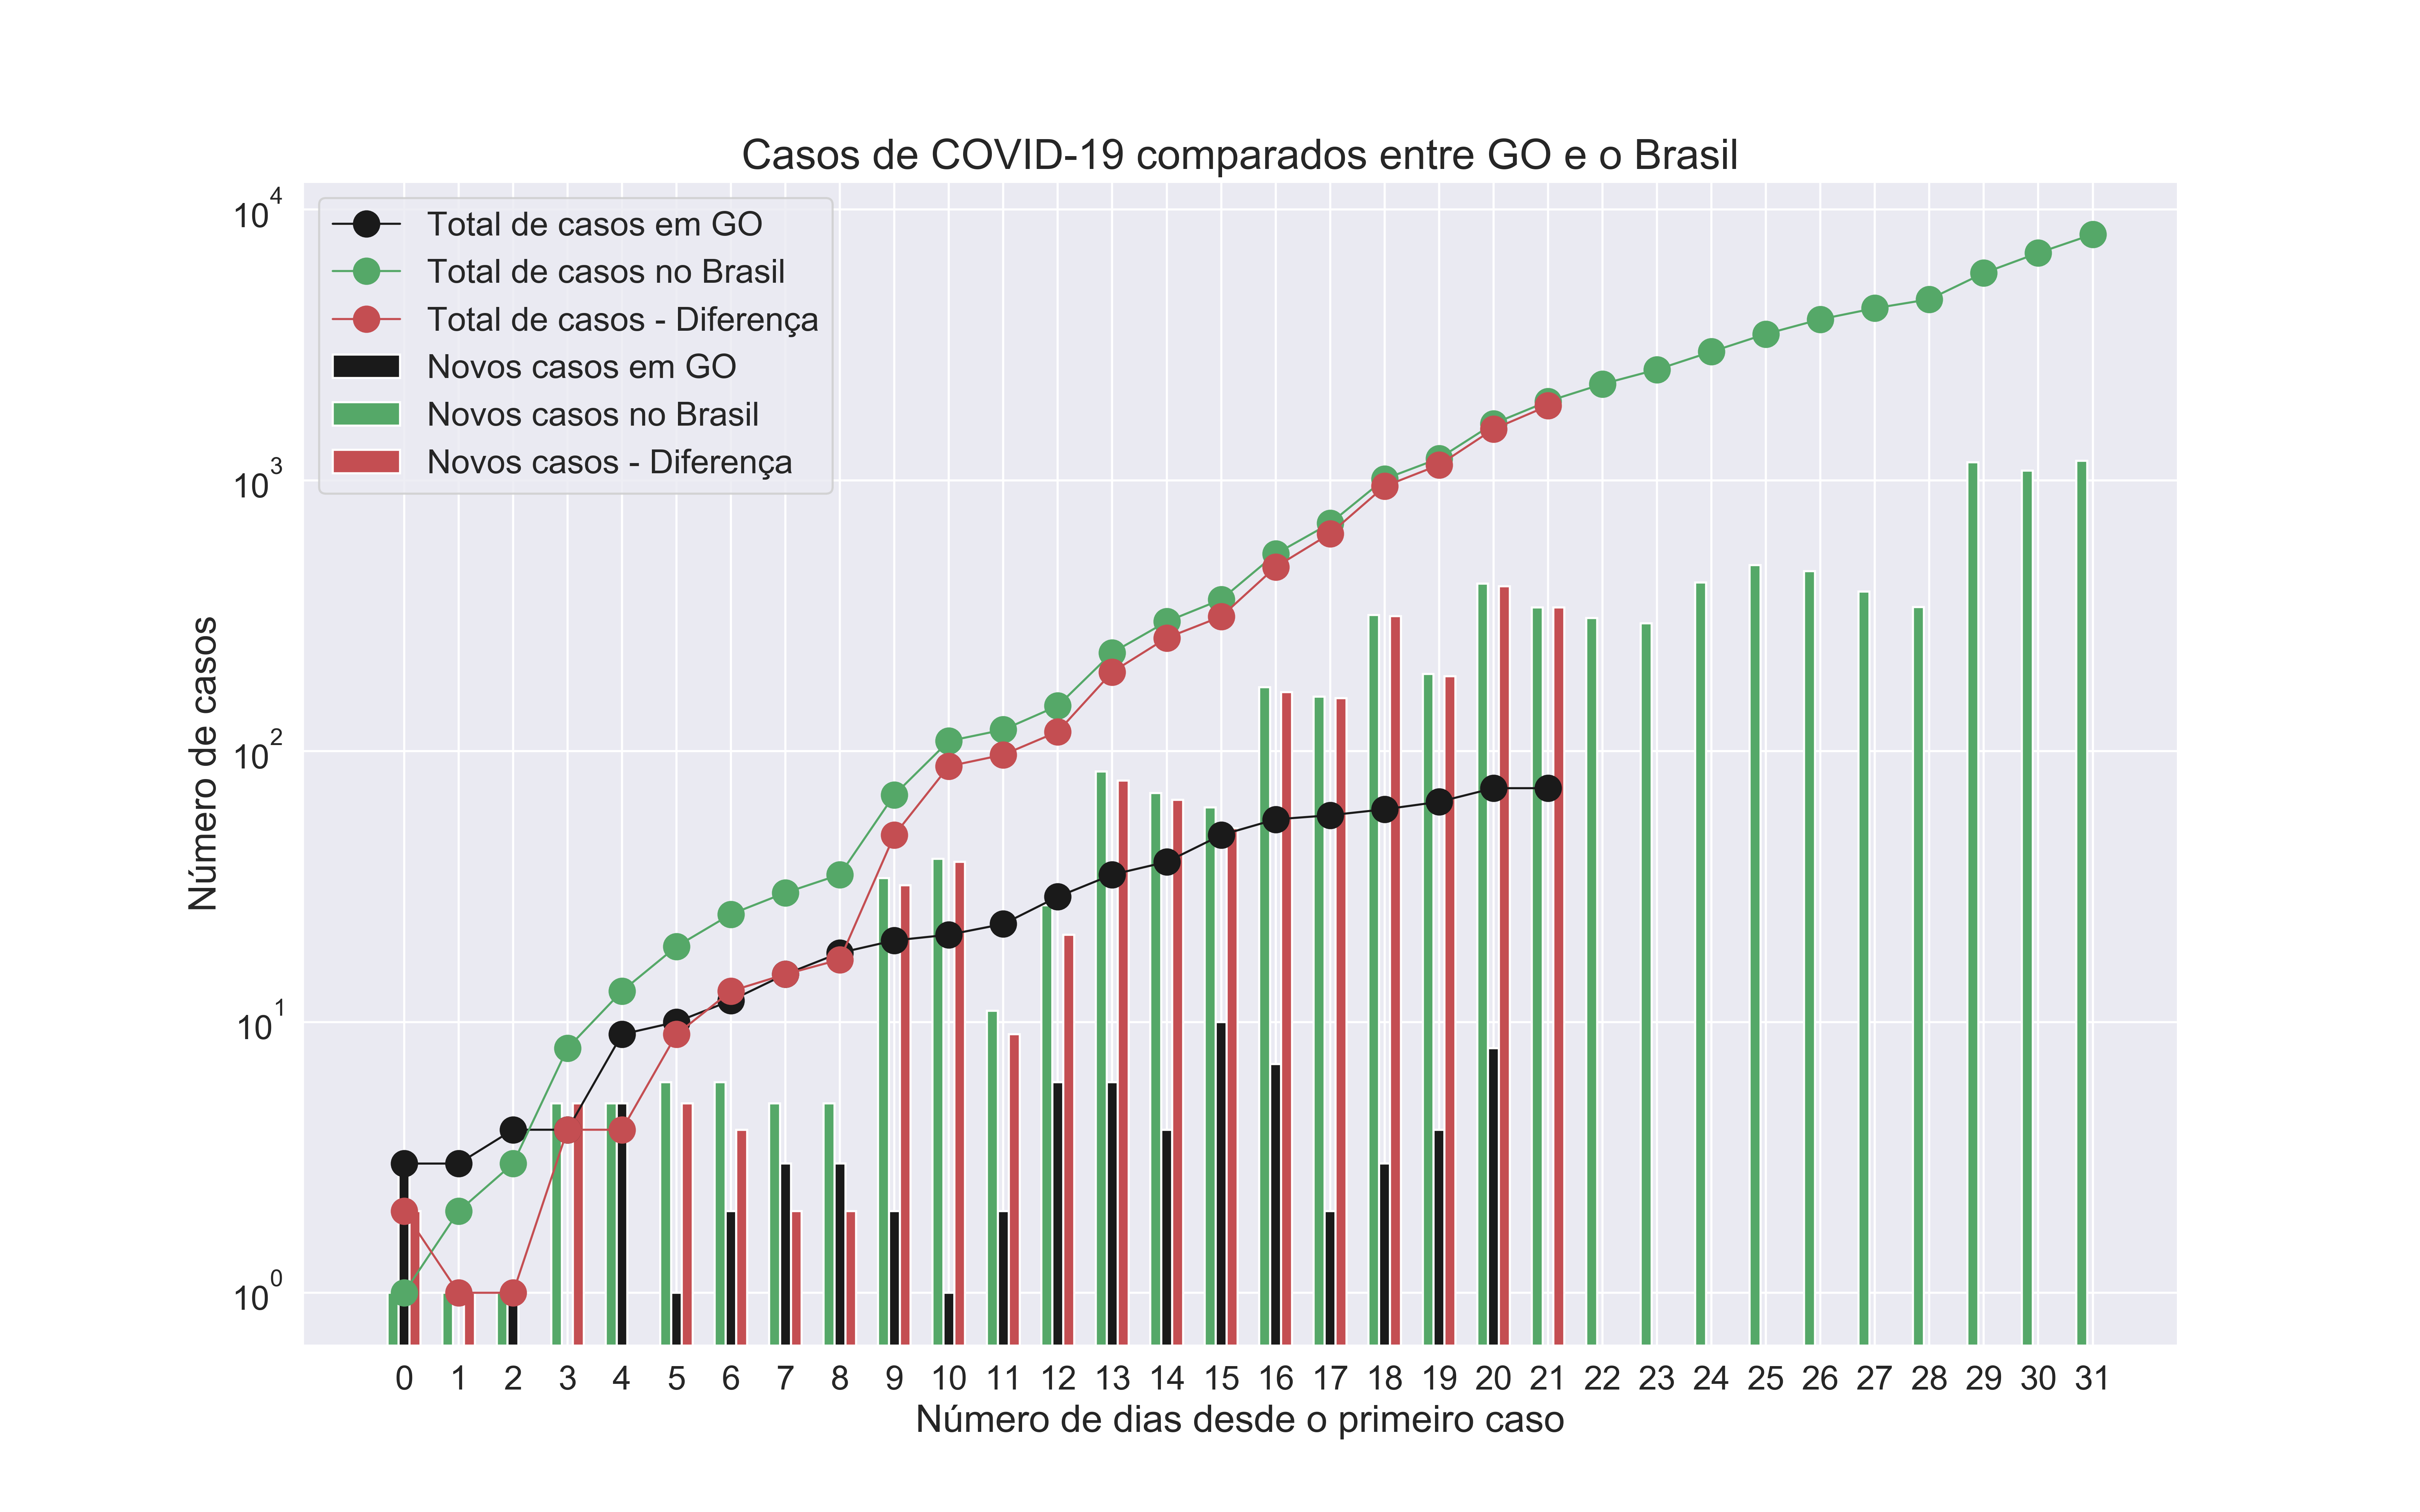 Casos de COVID-19 comparados entre GO e o Brasil
Total de casos em GO
Total de casos no Brasil
Total de casos - Diferença
Novos casos em GO
Novos casos no Brasil
Novos casos - Diferença
Número de casos
10^4
10^3
10^2
10^1
10^0
0 1 2 3 4 5 6 7 8 9 10 11 12 13 14 15 16 17 18 19 20 21 22 23 24 25 26 27 28 29 30 31
Número de dias desde o primeiro caso